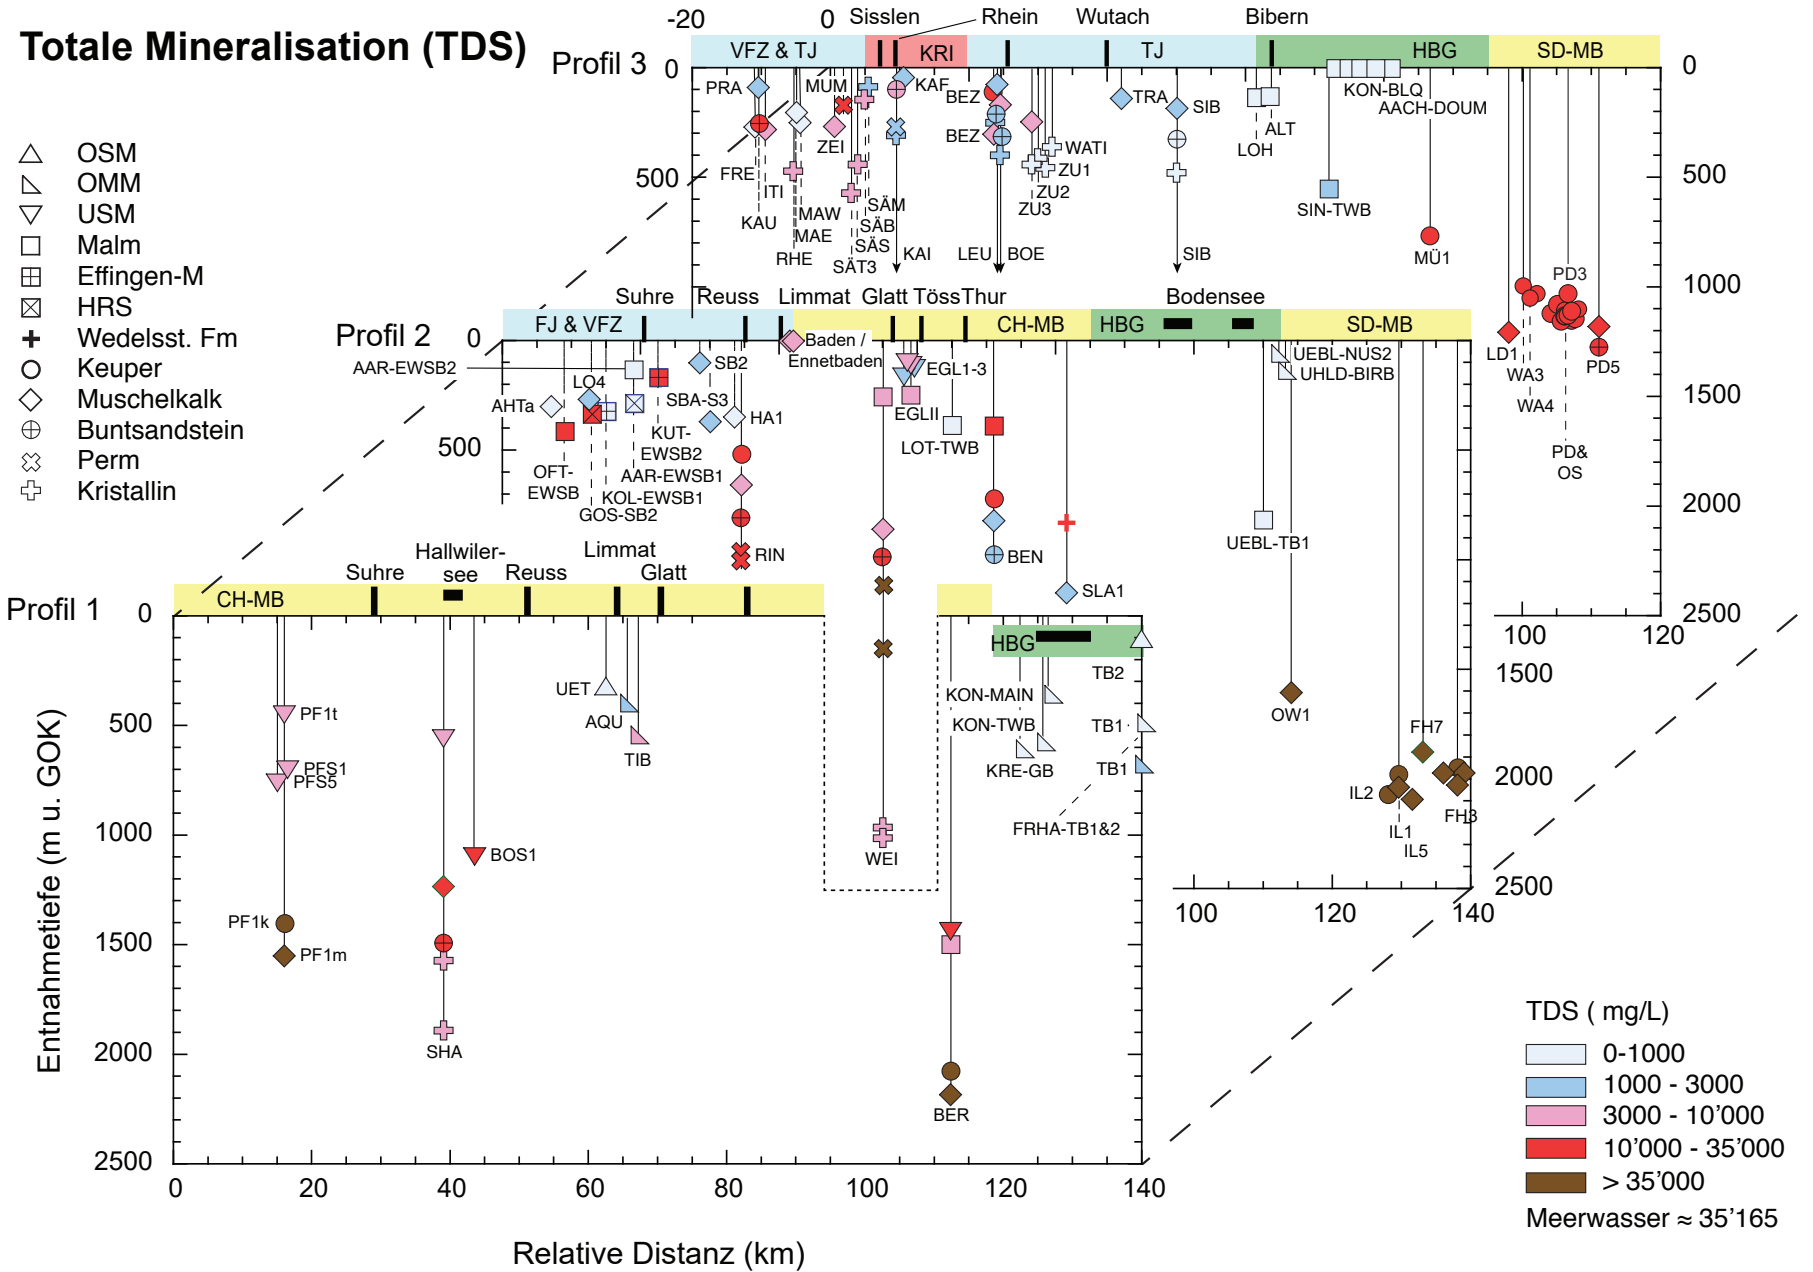 Totale Mineralisation (TDS)
-20
0
Sisslen
Rhein
Wutach
Bibern
Profil 3
VFZ & TJ
KRI
TJ
HBG
SD-MB
0
500
0
500
1000
1500
2000
2500
100
120
PRA
FRE
KAU
ITI
MUM
ZEI
MAW
MAE
RHE
SÄM
SÄB
SÄS
SÄT3
KAF
KAI
BEZ
BEZ
LEU
BOE
WATI
ZU1
ZU2
ZU3
TRA
SIB
SIB
LOH
ALT
KON-BLQ
AACH-DOUM
SIN-TWB
MÜ1
PD3
LD1
WA3
WA4
PD5
PD&
OS
OSM
OMM
USM
Malm
Effingen-M
HRS
Wedelsst. Fm
Keuper
Muschelkalk
Buntsandstein
Perm
Kristallin
Suhre
Reuss
Limmat
Glatt
Töss
Thur
Bodensee
Profil 2
FJ & VFZ
CH-MB
HBG
SD-MB
0
500
AAR-EWSB2
AHTa
LO4
OFT-
EWSB
GOS-SB2
KOL-EWSB1
AAR-EWSB1
KUT-
EWSB2
SB2
SBA-S3
HA1
RIN
Baden /
Ennetbaden
EGL1-3
EGLII
LOT-TWB
BEN
SLA1
UEBL-NUS2
UHLD-BIRB
UEBL-TB1
OW1
FH7
IL2
IL1
IL5
FH3
1500
2000
2500
100
120
140
Suhre
Hallwiler-
see
Reuss
Limmat
Glatt
Profil 1
CH-MB
HBG
0
500
1000
1500
2000
2500
Entnahmetiefe (m u. GOK)
PF1t
PFS1
PFS5
PF1k
PF1m
BOS1
SHA
UET
AQU
TIB
WEI
BER
KON-MAIN
KON-TWB
KRE-GB
TB2
TB1
TB1
FRHA-TB1&2
0
20
40
60
80
100
120
140
Relative Distanz (km)
TDS ( mg/L)
0-1000
1000 - 3000
3000 - 10’000
10’000 - 35’000
> 35’000
Meerwasser ≈ 35’165